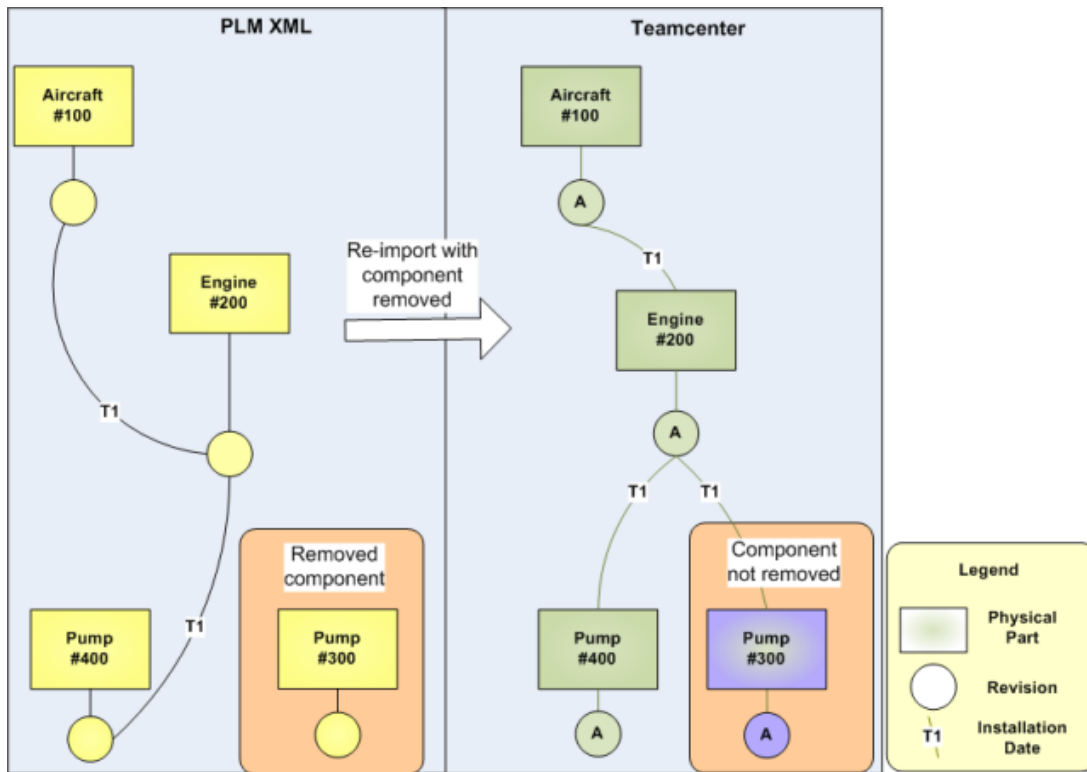 PLM XML
Aircraft
#100
Engine
#200
T1
T1
Removed
component
Pump
#400
Pump
#300
Re-import with
component
removed
Teamcenter
Aircraft
#100
A
T1
Engine
#200
A
T1
T1
Component
not removed
Pump
#400
Pump
#300
A
A
Legend
Physical
Part
Revision
T1
Installation
Date